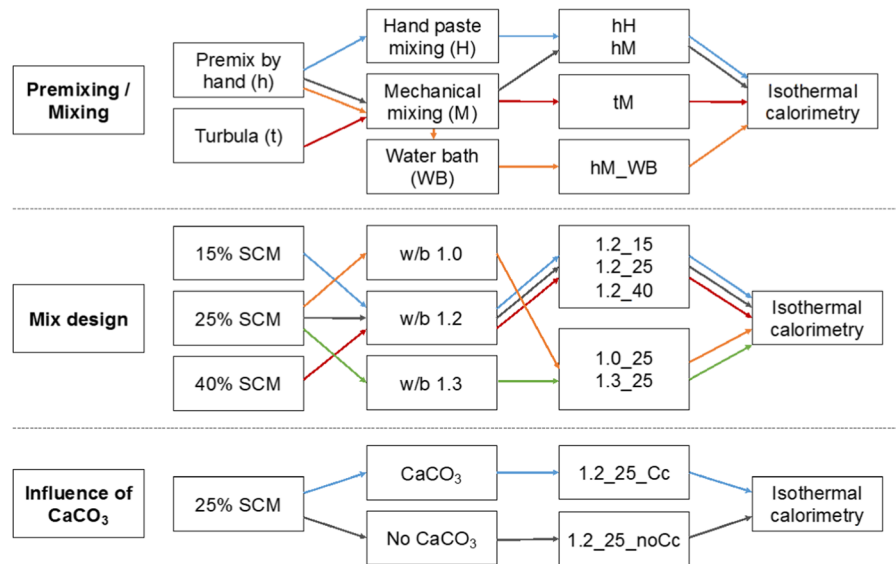 Premixing /
Mixing
Premix by
hand (h)
Turbula (t)
Hand paste
mixing (H)
Mechanical
mixing (M)
Water bath
(WB)
hH
hM
tM
hM_WB
Isothermal
calorimetry
Mix design
15% SCM
25% SCM
40% SCM
w/b 1.0
w/b 1.2
w/b 1.3
1.2_15
1.2_25
1.2_40
1.0_25
1.3_25
Isothermal
calorimetry
Influence of
CaCO₃
25% SCM
CaCO₃
No CaCO₃
1.2_25_Cc
1.2_25_noCc
Isothermal
calorimetry